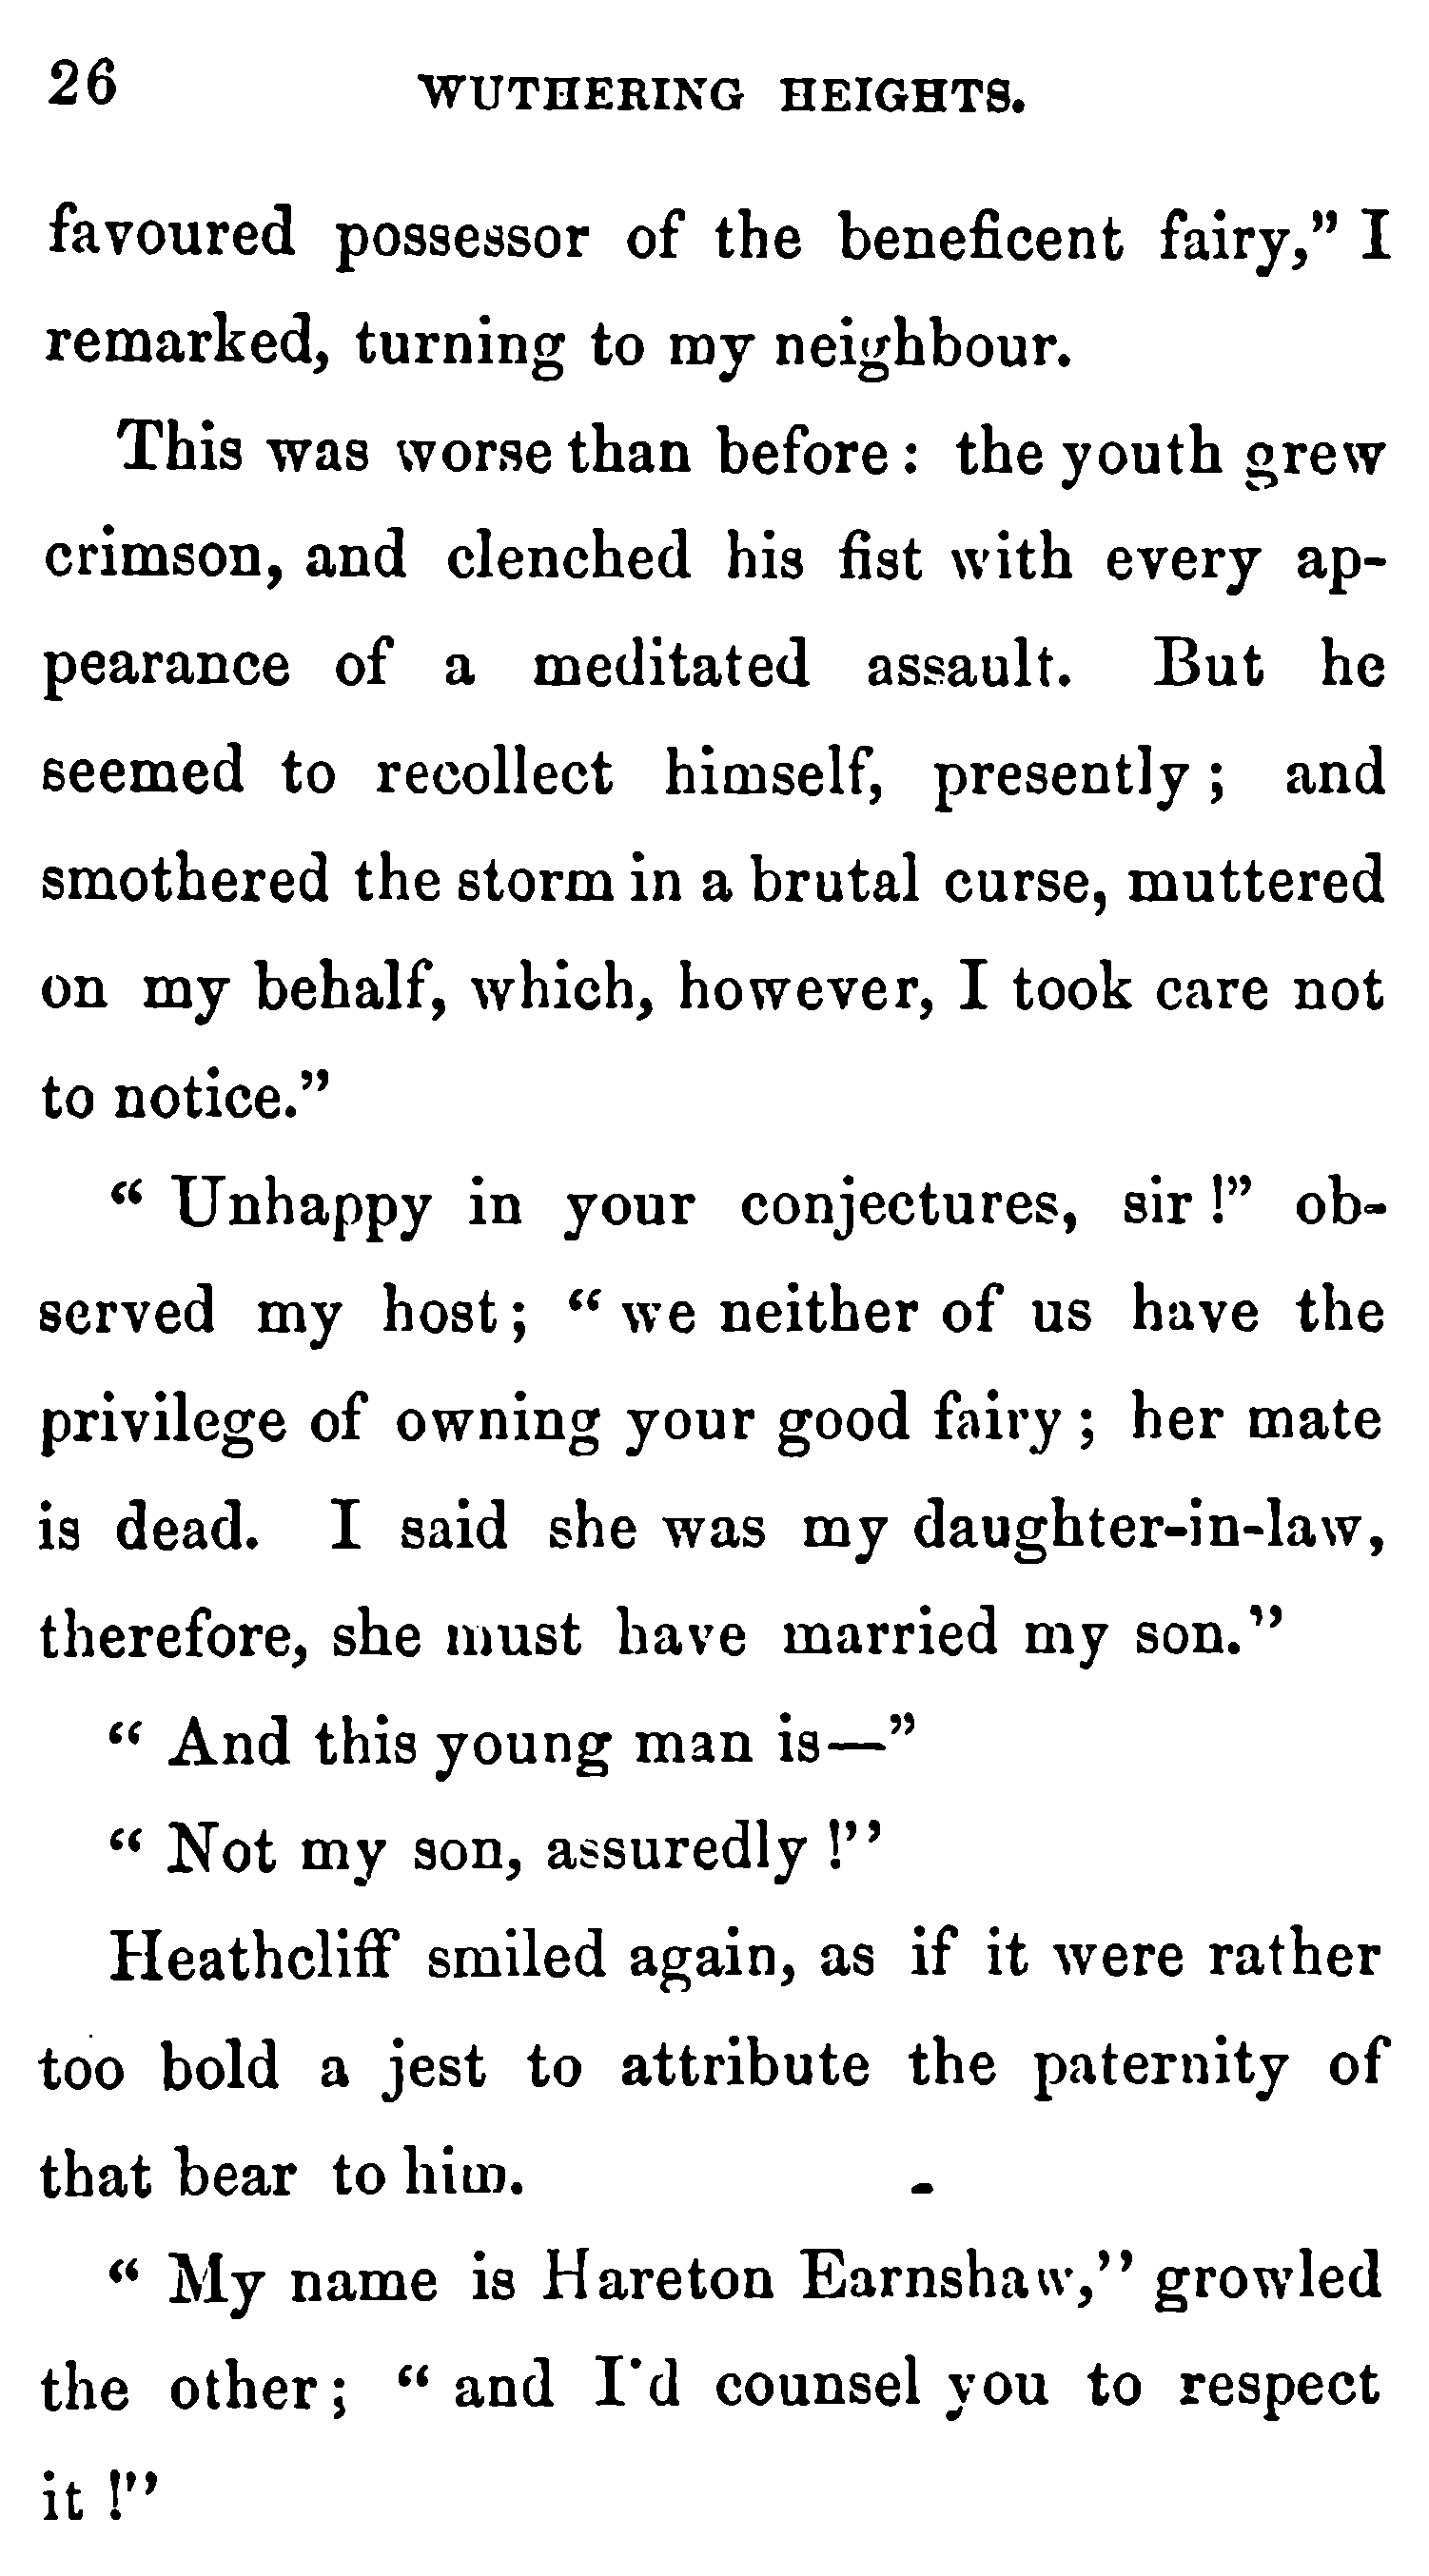 26 WUTHERING HEIGHTS.
favoured possessor of the beneficent fairy,” I
remarked, turning to my neighbour.
This was worse than before : the youth grew
crimson, and clenched his fist with every ap-
pearance of a meditated assault. But he
seemed to recollect himself, presently ; and
smothered the storm in a brutal curse, muttered
on my behalf, which, however, I took care not
to notice.”
“ Unhappy in your conjectures, sir !” ob-
served my host; “ we neither of us have the
privilege of owning your good fairy ; her mate
is dead. I said she was my daughter-in-law,
therefore, she must have married my son.”
“ And this young man is—”
“ Not my son, assuredly !”
Heathcliff smiled again, as if it were rather
too bold a jest to attribute the paternity of
that bear to him.
“ My name is Hareton Earnshaw,” growled
the other; “ and I'd counsel you to respect
it !”